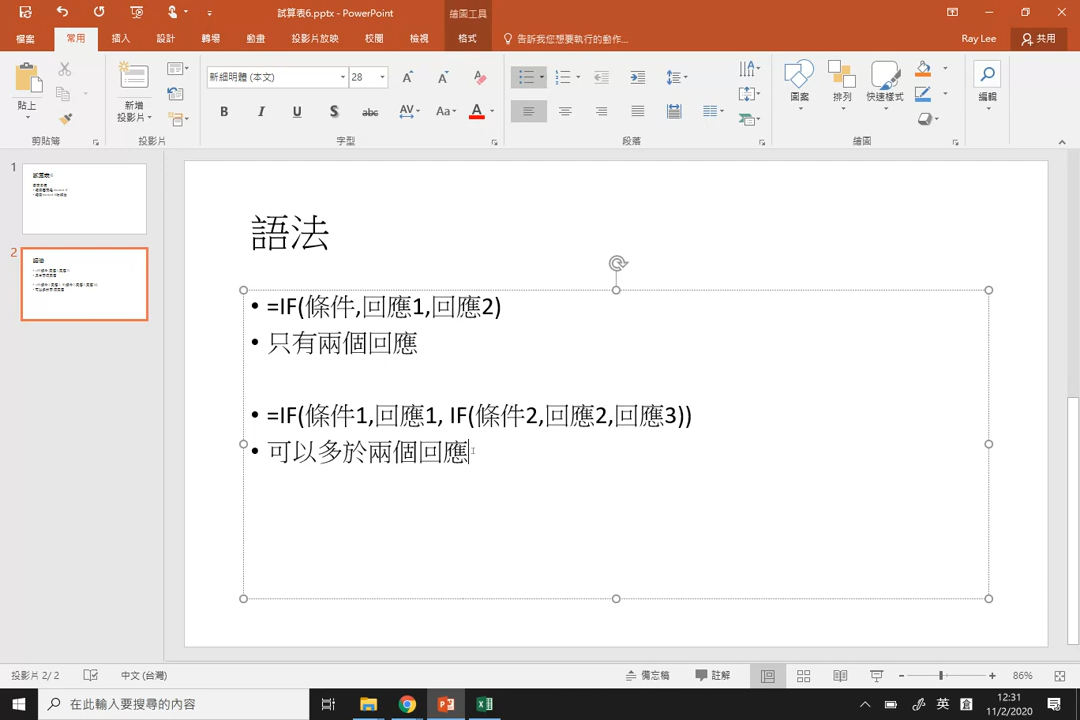 試算表6.pptx - PowerPoint
繪圖工具
檔案
常用
插入
設計
轉場
動畫
投影片放映
校閱
檢視
格式
告訴我您想要執行的動作...
Ray Lee
共用
貼上
新增
投影片
新細明體 (本文)
28
圖案
排列
快速樣式
編輯
剪貼簿
投影片
字型
段落
繪圖
1
2
語法
• =IF(條件,回應1,回應2)
• 只有兩個回應
• =IF(條件1,回應1, IF(條件2,回應2,回應3))
• 可以多於兩個回應
投影片 2/ 2
中文 (台灣)
備忘稿
註解
86%
在此輸入要搜尋的內容
英
12:31
11/2/2020